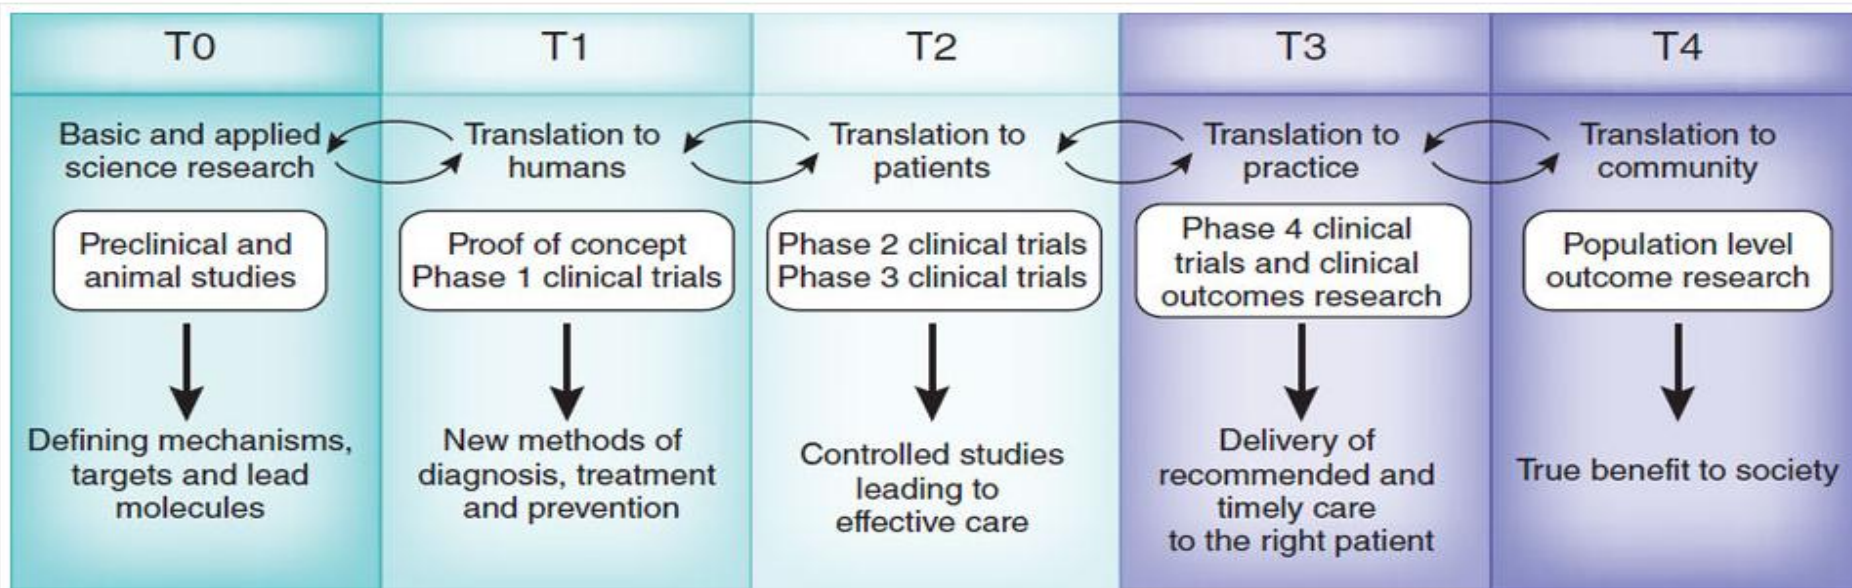 T0
Basic and applied
science research
Preclinical and
animal studies
Defining mechanisms,
targets and lead
molecules
T1
Translation to
humans
Proof of concept
Phase 1 clinical trials
New methods of
diagnosis, treatment
and prevention
T2
Translation to
patients
Phase 2 clinical trials
Phase 3 clinical trials
Controlled studies
leading to
effective care
T3
Translation to
practice
Phase 4 clinical
trials and clinical
outcomes research
Delivery of
recommended and
timely care
to the right patient
T4
Translation to
community
Population level
outcome research
True benefit to society